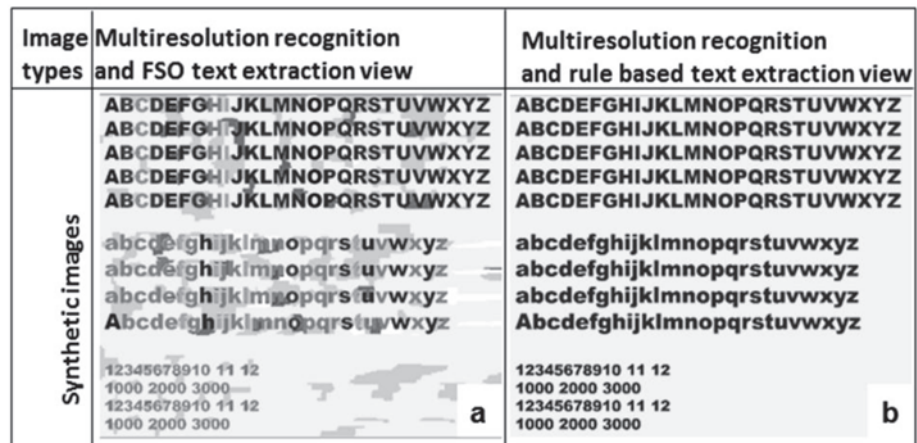 Image types
Multiresolution recognition and FSO text extraction view
Multiresolution recognition and rule based text extraction view
Synthetic images
ABCDEFGHIJKLMNOPQRSTUVWXYZ
ABCDEFGHIJKLMNOPQRSTUVWXYZ
ABCDEFGHIJKLMNOPQRSTUVWXYZ
ABCDEFGHIJKLMNOPQRSTUVWXYZ
ABCDEFGHIJKLMNOPQRSTUVWXYZ
abcdefghijklmnopqrstuvwxyz
abcdefghijklmnopqrstuvwxyz
abcdefghijklmnopqrstuvwxyz
Abcdefghijklmnopqrstuvwxyz
12345678910 11 12
1000 2000 3000
12345678910 11 12
1000 2000 3000
a
ABCDEFGHIJKLMNOPQRSTUVWXYZ
ABCDEFGHIJKLMNOPQRSTUVWXYZ
ABCDEFGHIJKLMNOPQRSTUVWXYZ
ABCDEFGHIJKLMNOPQRSTUVWXYZ
ABCDEFGHIJKLMNOPQRSTUVWXYZ
abcdefghijklmnopqrstuvwxyz
abcdefghijklmnopqrstuvwxyz
abcdefghijklmnopqrstuvwxyz
Abcdefghijklmnopqrstuvwxyz
12345678910 11 12
1000 2000 3000
12345678910 11 12
1000 2000 3000
b